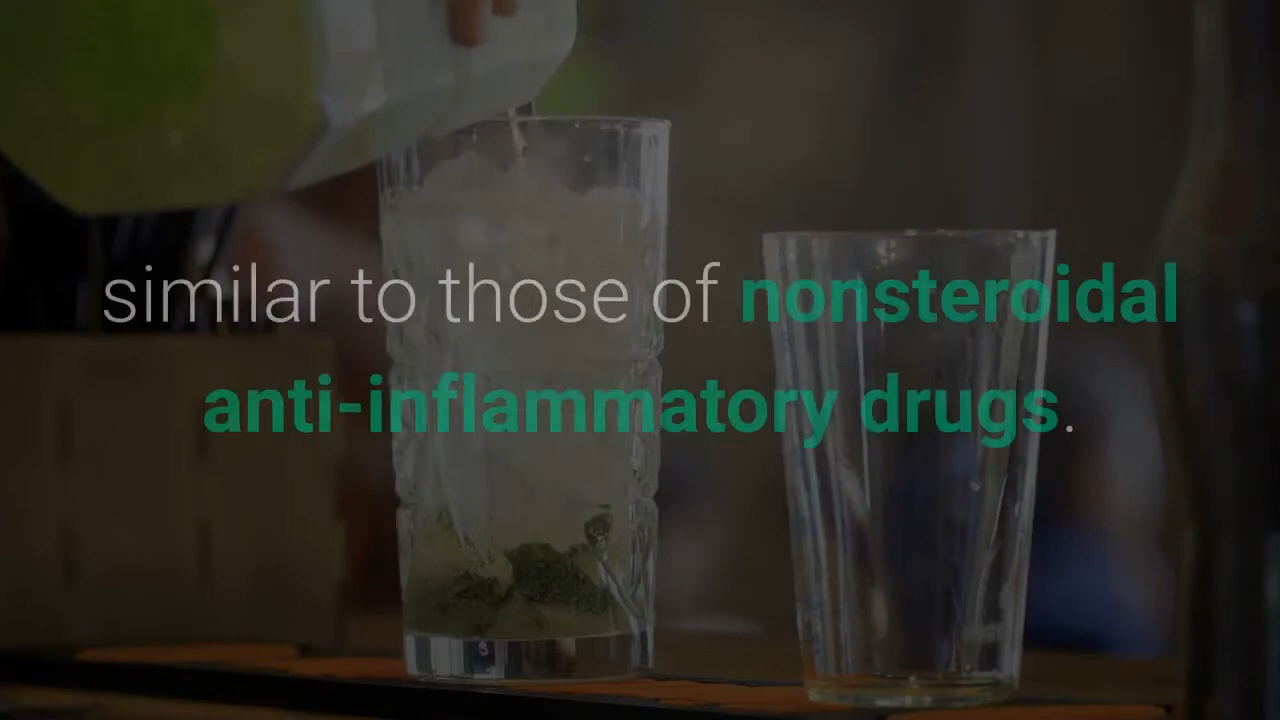 similar to those of nonsteroidal
anti-inflammatory drugs.